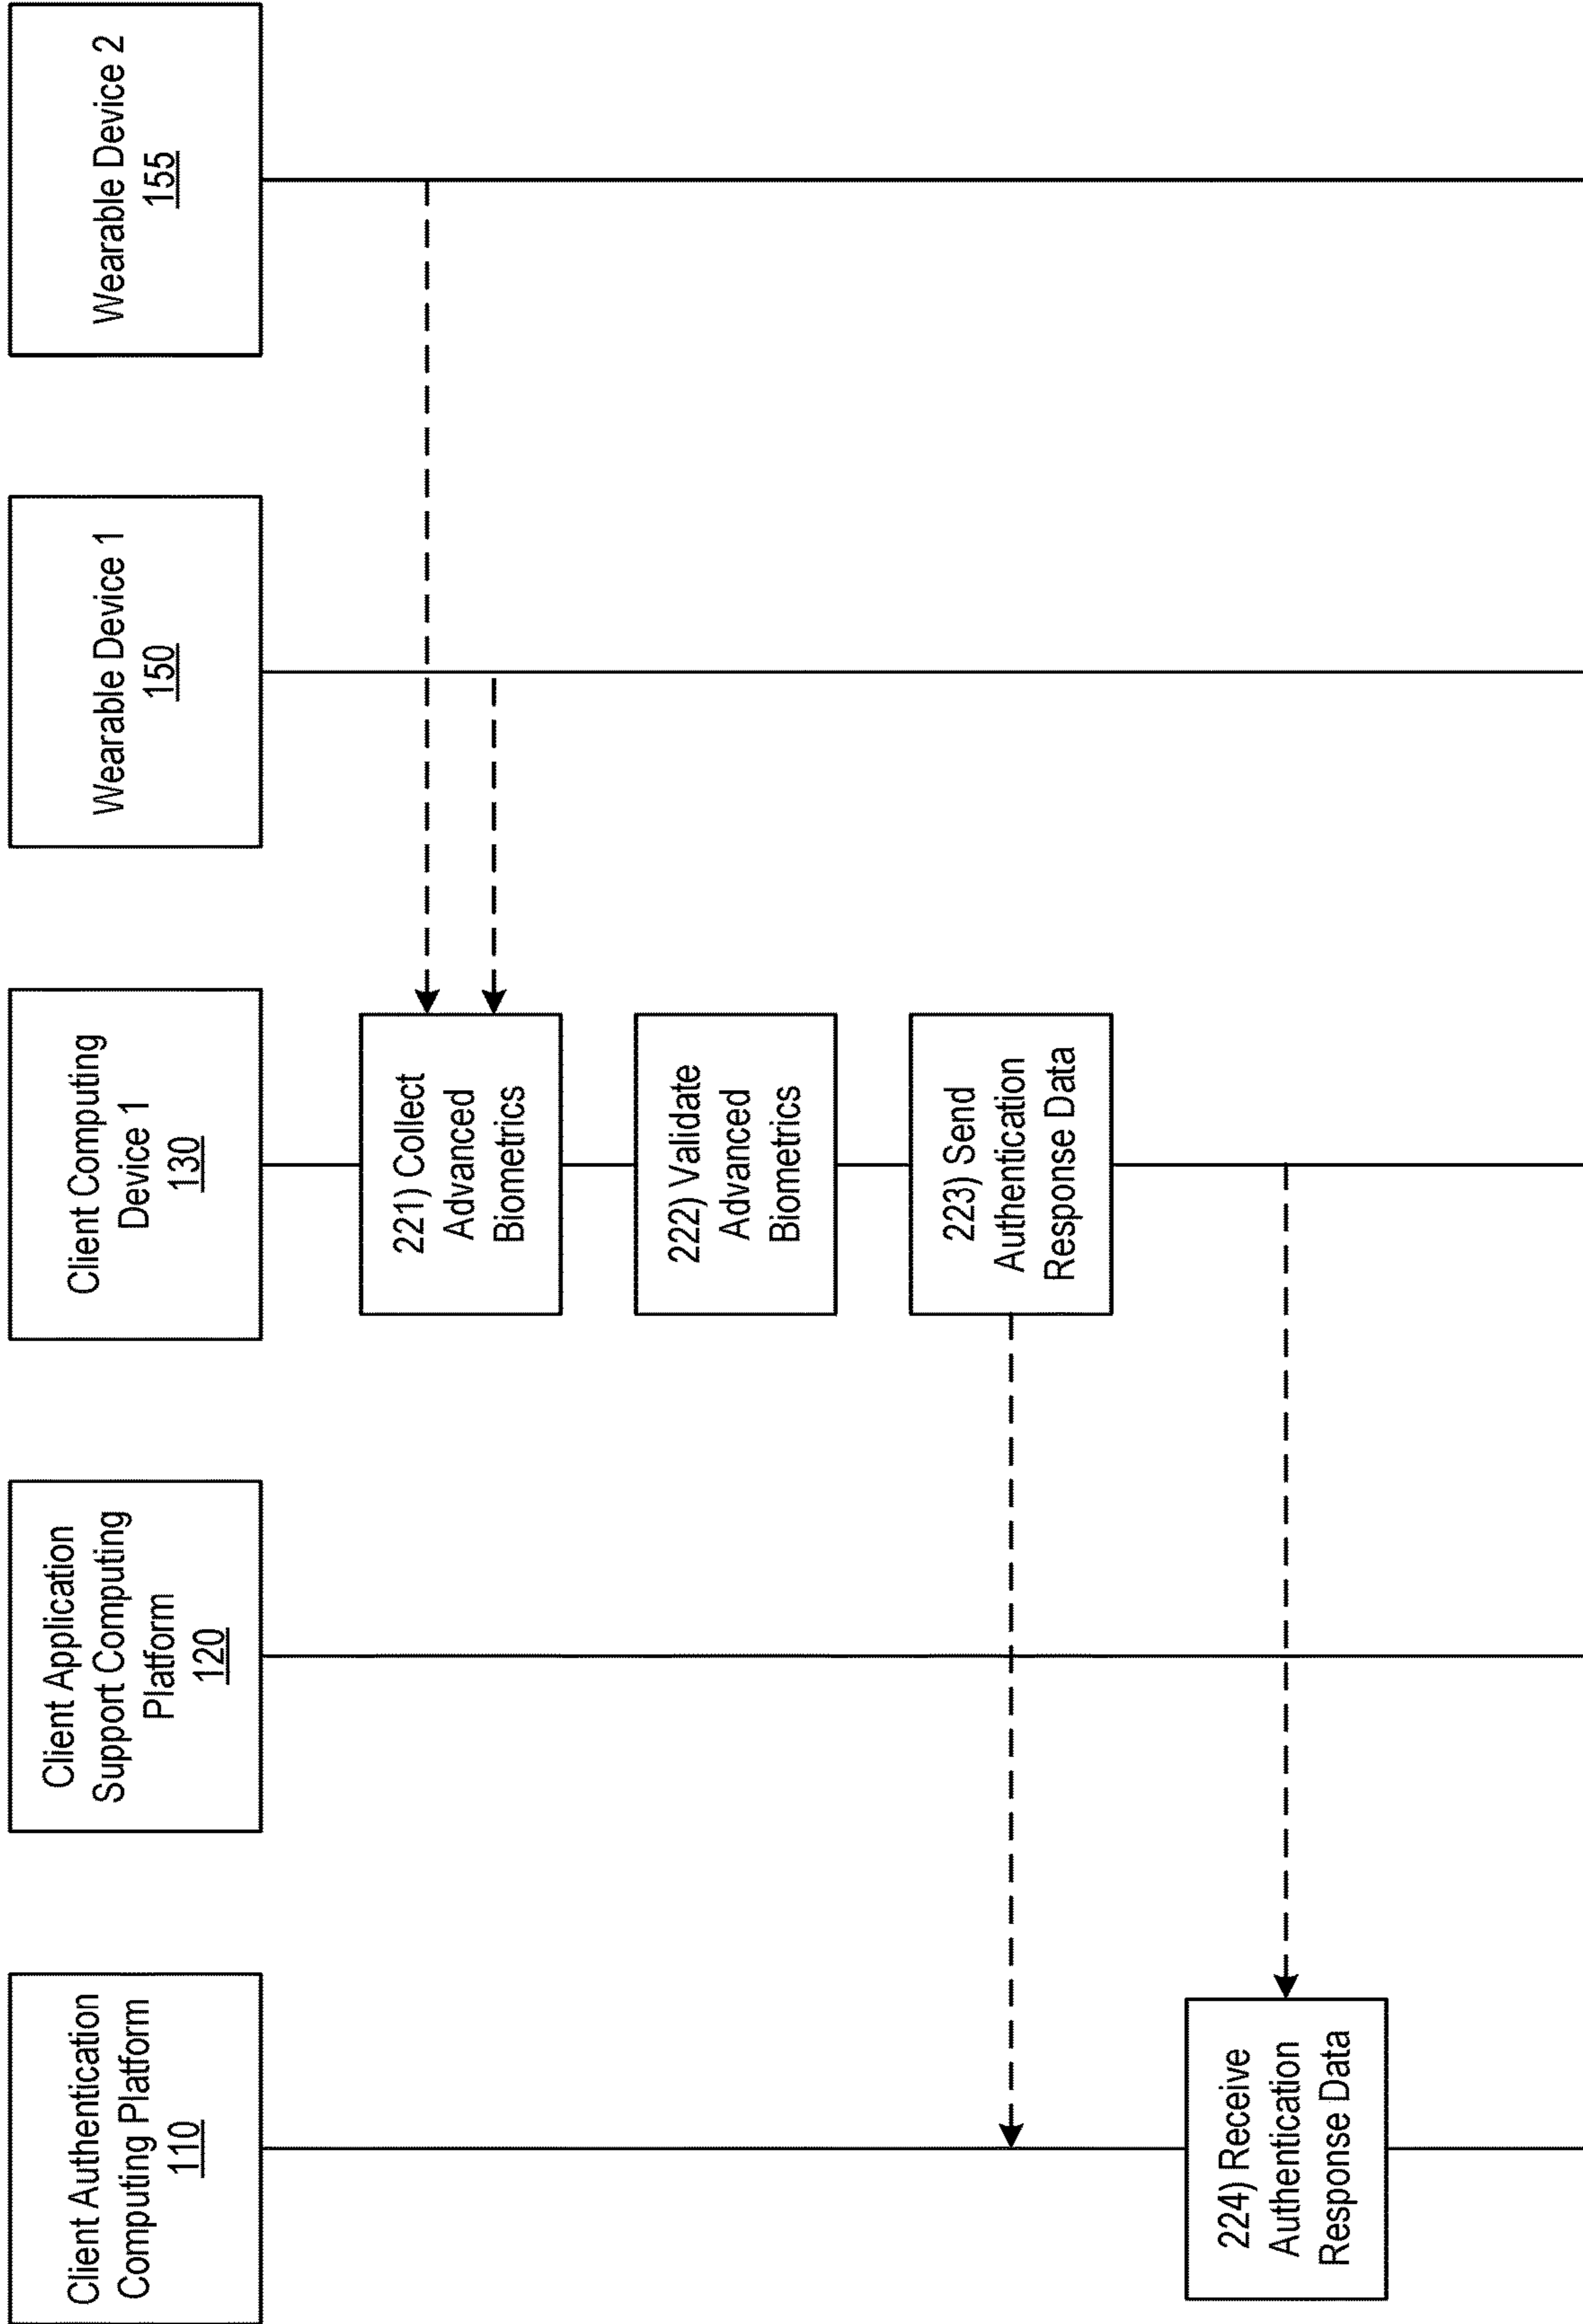 Client Authentication
Computing Platform
110
Client Application
Support Computing
Platform
120
Client Computing
Device 1
130
Wearable Device 1
150
Wearable Device 2
155
221) Collect
Advanced
Biometrics
222) Validate
Advanced
Biometrics
223) Send
Authentication
Response Data
224) Receive
Authentication
Response Data